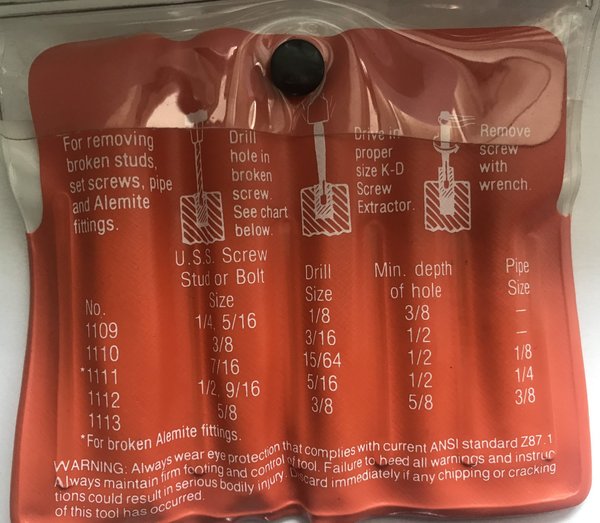 For removing
broken studs,
set screws, pipe
and Alemite
fittings.
Drill
hole in
broken
screw.
See chart
below.
Drive in
proper
size K-D
Screw
Extractor.
Remove
screw
with
wrench.
No. U.S.S. Screw Stud or Bolt Size Drill Size Min. depth of hole Pipe Size
1109 1/4, 5/16 1/8 3/8 –
1110 3/8 3/16 1/2 –
*1111 7/16 15/64 1/2 1/8
1112 1/2, 9/16 5/16 1/2 1/4
1113 5/8 3/8 5/8 3/8
*For broken Alemite fittings.
WARNING: Always wear eye protection that complies with current ANSI standard Z87.1
Always maintain firm footing and control of tool. Failure to heed all warnings and instruc
tions could result in serious bodily injury. Discard immediately if any chipping or cracking
of this tool has occurred.